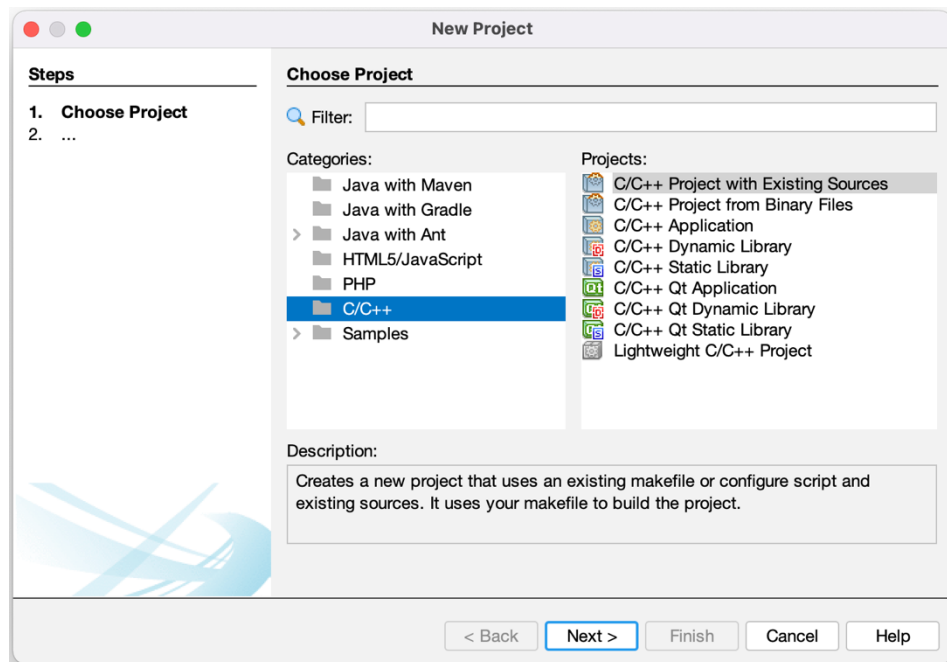 New Project
Steps
1. Choose Project
2. ...
Choose Project
Filter:
Categories:
Java with Maven
Java with Gradle
Java with Ant
HTML5/JavaScript
PHP
C/C++
Samples
Projects:
C/C++ Project with Existing Sources
C/C++ Project from Binary Files
C/C++ Application
C/C++ Dynamic Library
C/C++ Static Library
C/C++ Qt Application
C/C++ Qt Dynamic Library
C/C++ Qt Static Library
Lightweight C/C++ Project
Description:
Creates a new project that uses an existing makefile or configure script and
existing sources. It uses your makefile to build the project.
< Back
Next >
Finish
Cancel
Help